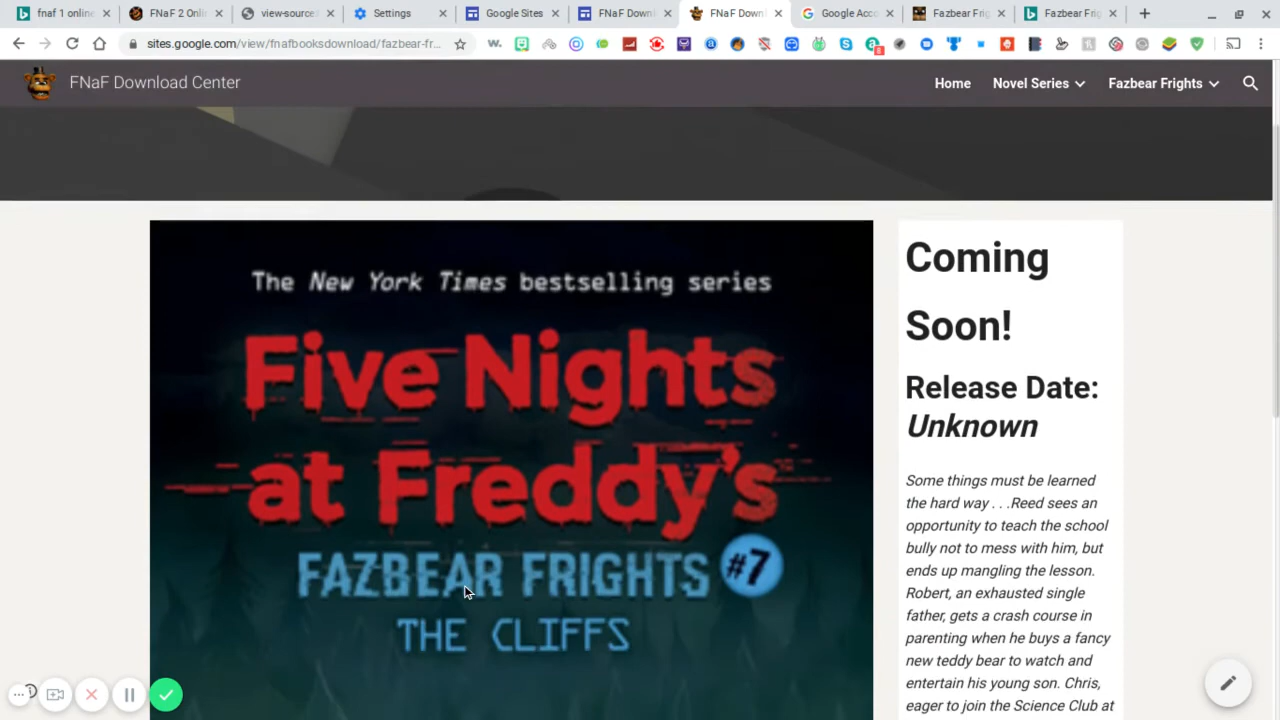 fnaf 1 online
FNaF 2 Onli
view-source:
Settings
Google Sites
FNaF Downl
FNaF Down
Google Acc
Fazbear Frig
Fazbear Frig
sites.google.com/view/fnafbooksdownload/fazbear-fr...
FNaF Download Center
Home
Novel Series
Fazbear Frights
The New York Times bestselling series
Five Nights
at Freddy's
FAZBEAR FRIGHTS #7
THE CLIFFS
Coming
Soon!
Release Date:
Unknown
Some things must be learned
the hard way . . .Reed sees an
opportunity to teach the school
bully not to mess with him, but
ends up mangling the lesson.
Robert, an exhausted single
father, gets a crash course in
parenting when he buys a fancy
new teddy bear to watch and
entertain his young son. Chris,
eager to join the Science Club at